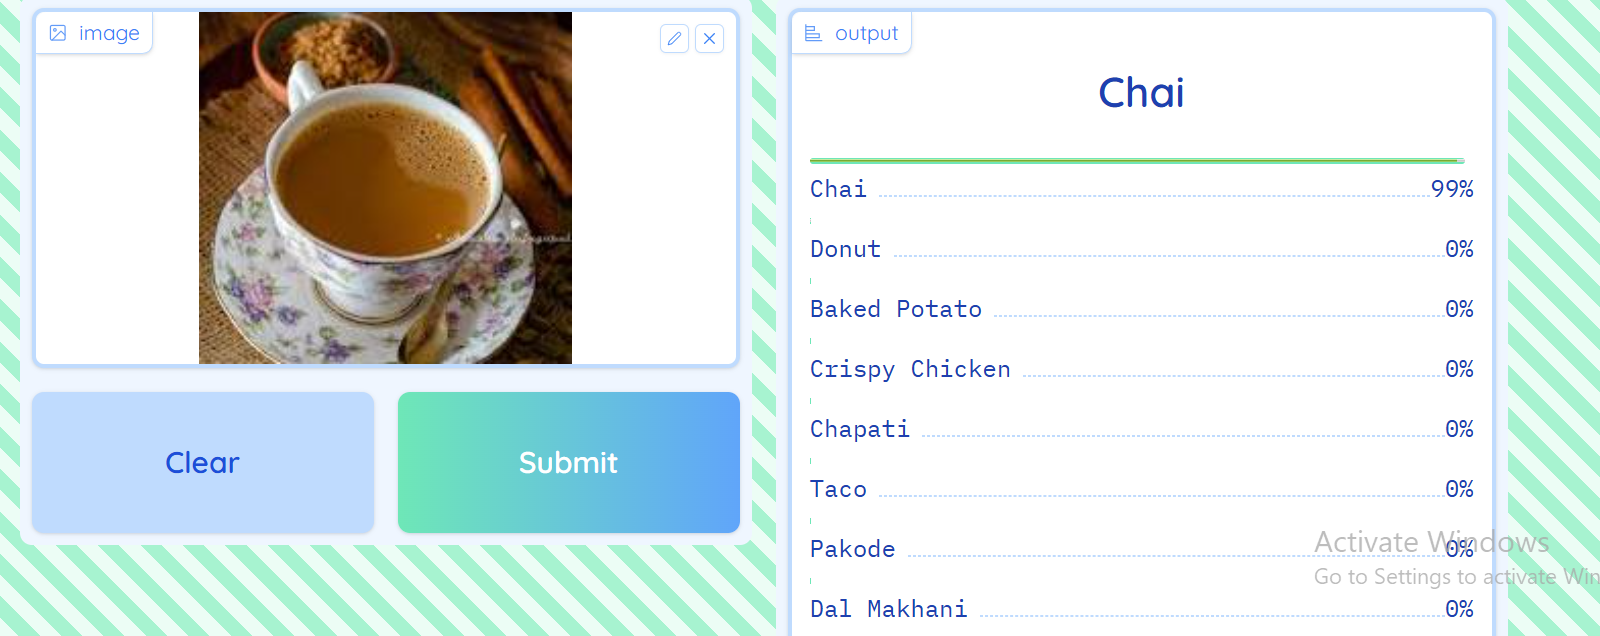 image
output
Chai
Chai 99%
Donut 0%
Baked Potato 0%
Crispy Chicken 0%
Chapati 0%
Taco 0%
Pakode 0%
Dal Makhani 0%
Clear
Submit
Activate Windows
Go to Settings to activate Win